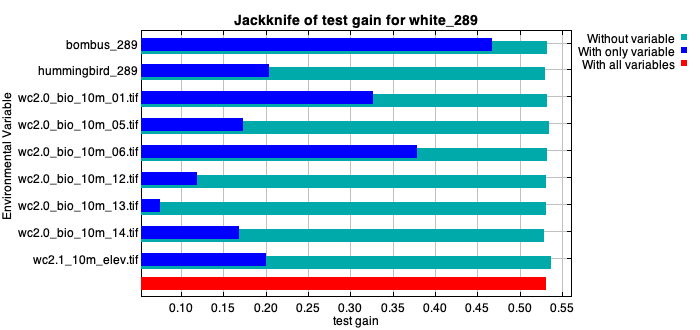 Jackknife of test gain for white_289
Environmental Variable
bombus_289
hummingbird_289
wc2.0_bio_10m_01.tif
wc2.0_bio_10m_05.tif
wc2.0_bio_10m_06.tif
wc2.0_bio_10m_12.tif
wc2.0_bio_10m_13.tif
wc2.0_bio_10m_14.tif
wc2.1_10m_elev.tif
0.10 0.15 0.20 0.25 0.30 0.35 0.40 0.45 0.50 0.55
test gain
Without variable
With only variable
With all variables